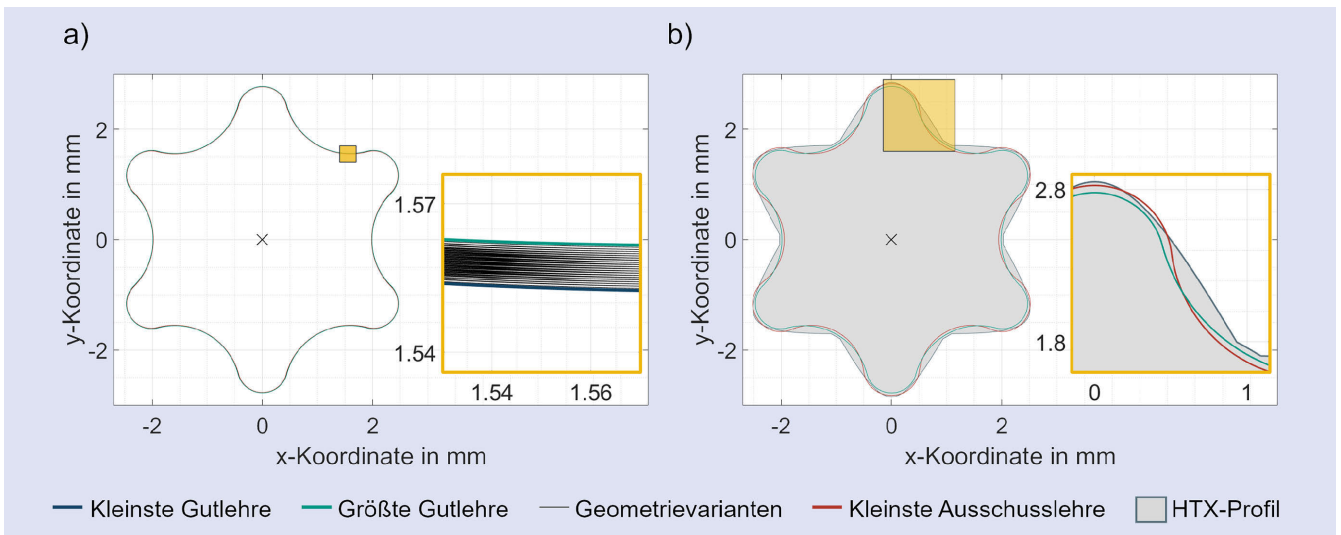 a)
b)
y-Koordinate in mm
2
0
-2
1.57
1.54
1.54 1.56
-2 0 2
x-Koordinate in mm
y-Koordinate in mm
2
0
-2
2.8
1.8
0 1
-2 0 2
x-Koordinate in mm
Kleinste Gutlehre Größte Gutlehre Geometrievarianten Kleinste Ausschusslehre HTX-Profil